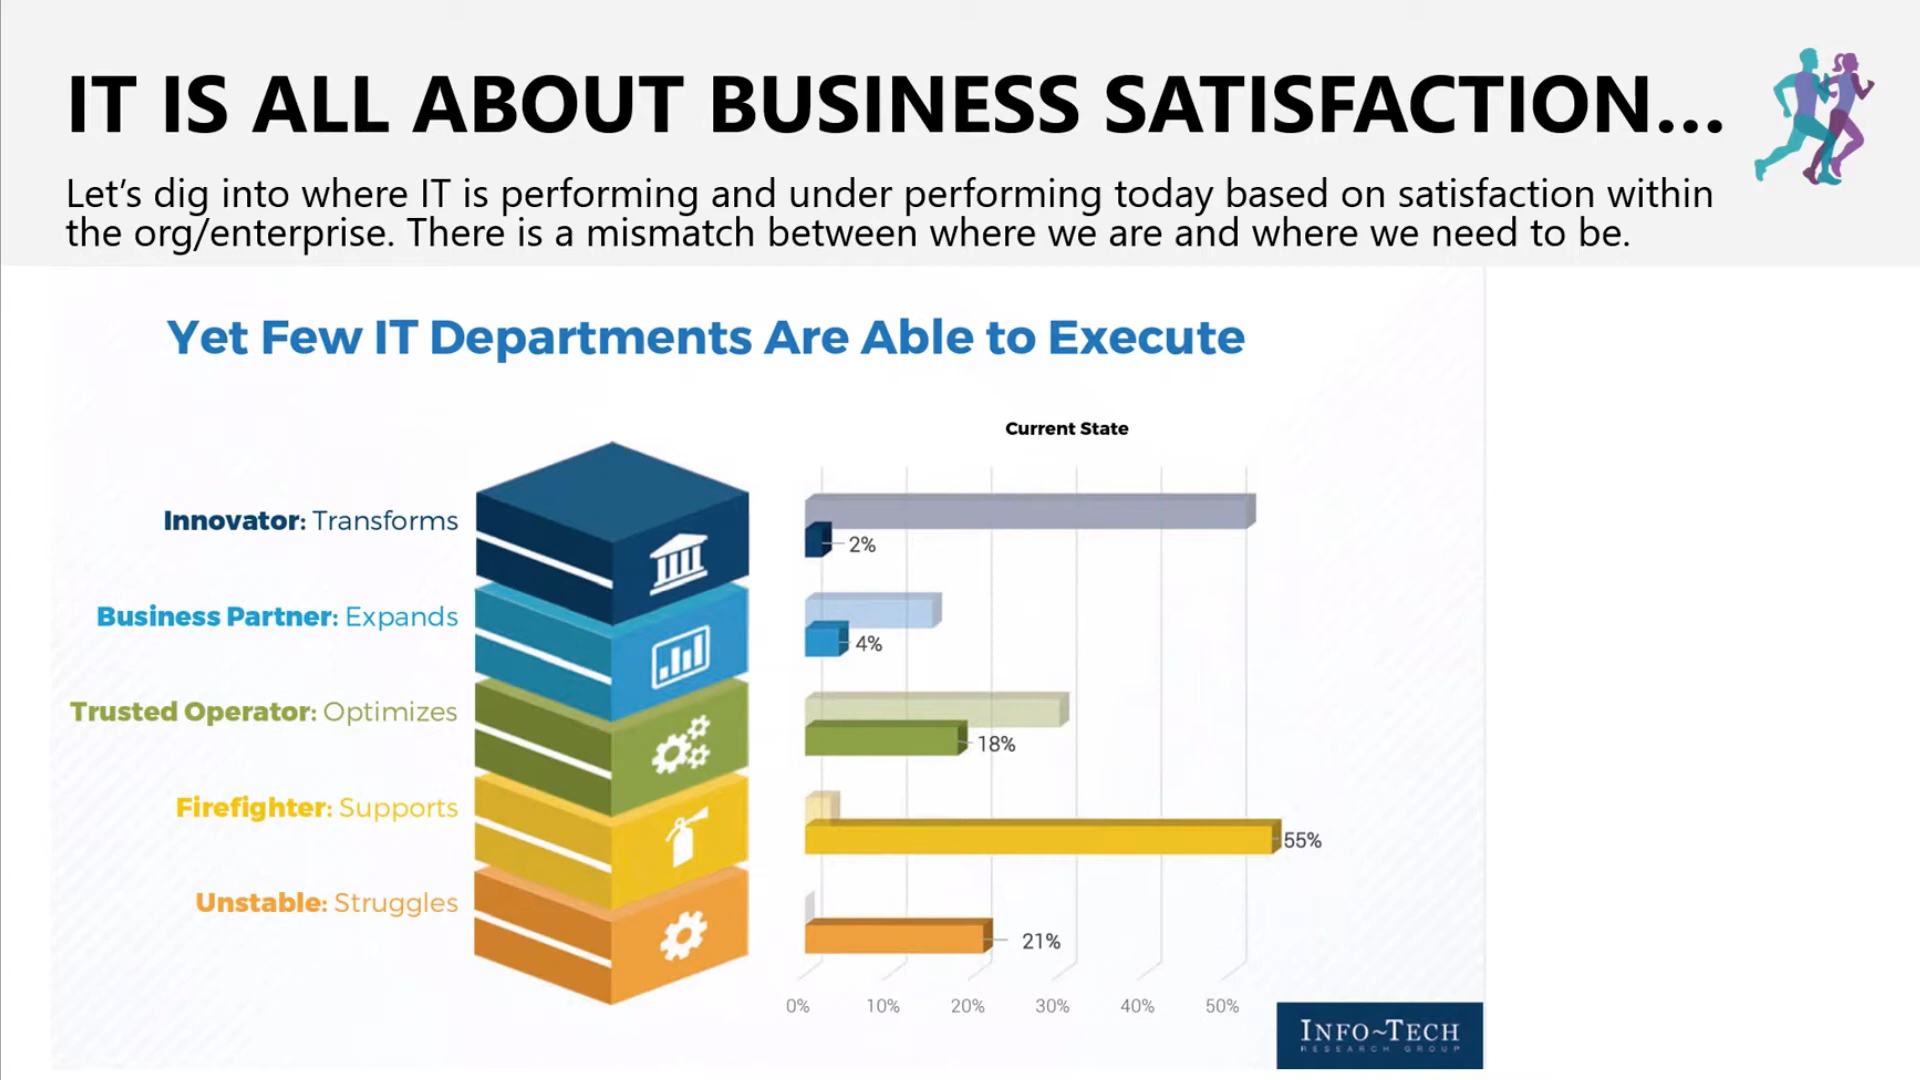 IT IS ALL ABOUT BUSINESS SATISFACTION...
Let's dig into where IT is performing and under performing today based on satisfaction within
the org/enterprise. There is a mismatch between where we are and where we need to be.
Yet Few IT Departments Are Able to Execute
Current State
Innovator: Transforms
2%
Business Partner: Expands
4%
Trusted Operator: Optimizes
18%
Firefighter: Supports
55%
Unstable: Struggles
21%
0% 10% 20% 30% 40% 50%
INFO~TECH
RESEARCH GROUP